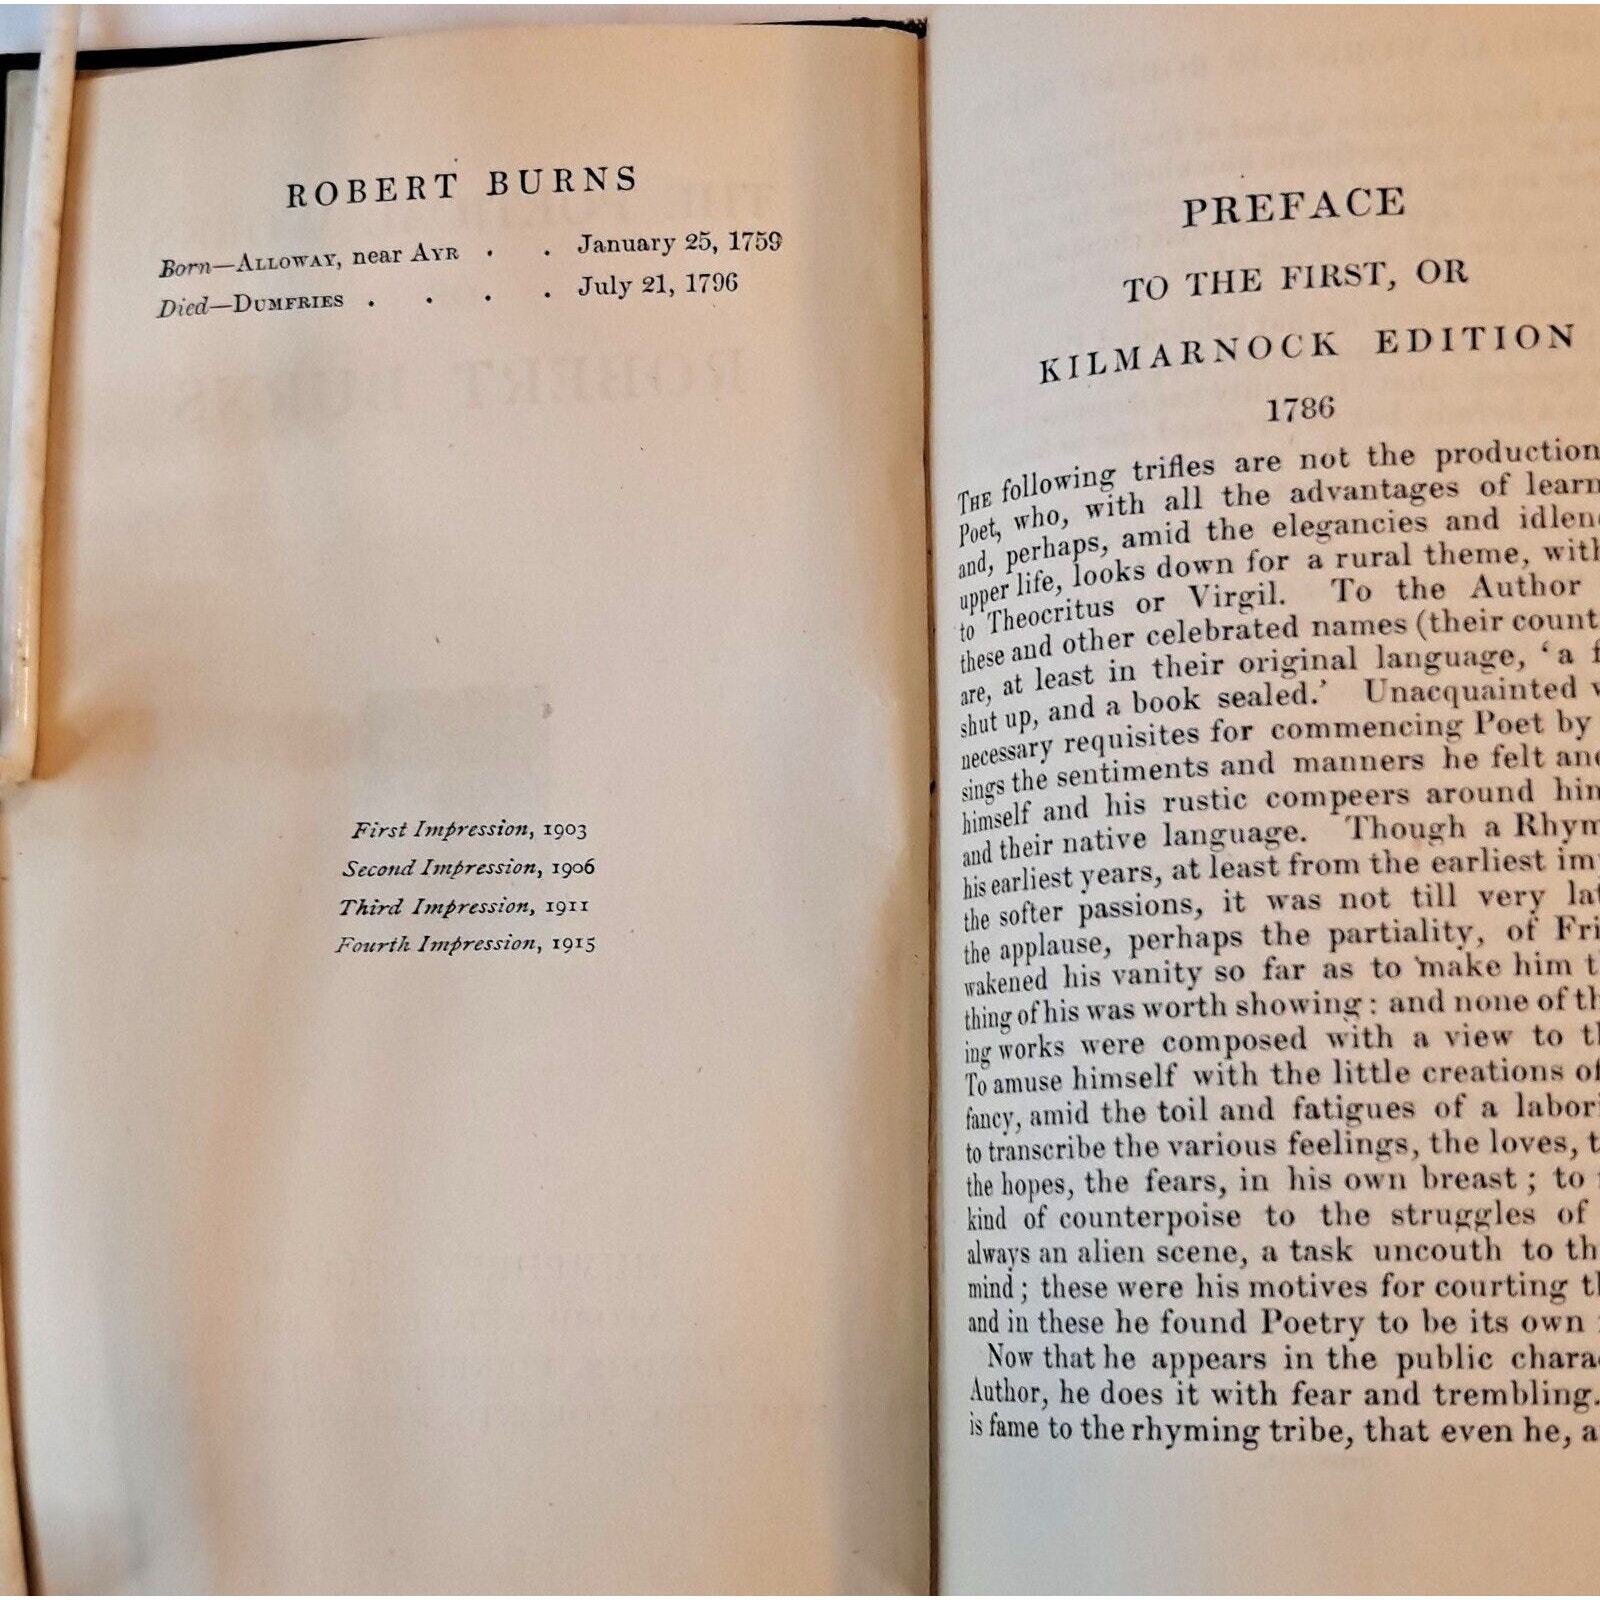 ROBERT BURNS
Born—ALLOWAY, near AYR . . January 25, 1759
Died—DUMFRIES . . . . July 21, 1796
First Impression, 1903
Second Impression, 1906
Third Impression, 1911
Fourth Impression, 1915
PREFACE
TO THE FIRST, OR
KILMARNOCK EDITION
1786
THE following trifles are not the production
Poet, who, with all the advantages of learn
and, perhaps, amid the elegancies and idlen
upper life, looks down for a rural theme, with
to Theocritus or Virgil. To the Author
these and other celebrated names (their count
are, at least in their original language, 'a f
shut up, and a book sealed.' Unacquainted w
necessary requisites for commencing Poet by
sings the sentiments and manners he felt and
himself and his rustic compeers around him
and their native language. Though a Rhym
his earliest years, at least from the earliest im
the softer passions, it was not till very lat
the applause, perhaps the partiality, of Fri
wakened his vanity so far as to make him t
thing of his was worth showing: and none of th
ing works were composed with a view to th
To amuse himself with the little creations of
fancy, amid the toil and fatigues of a labori
to transcribe the various feelings, the loves, t
the hopes, the fears, in his own breast; to
kind of counterpoise to the struggles of
always an alien scene, a task uncouth to th
mind; these were his motives for courting th
and in these he found Poetry to be its own
Now that he appears in the public chara
Author, he does it with fear and trembling.
is fame to the rhyming tribe, that even he, a